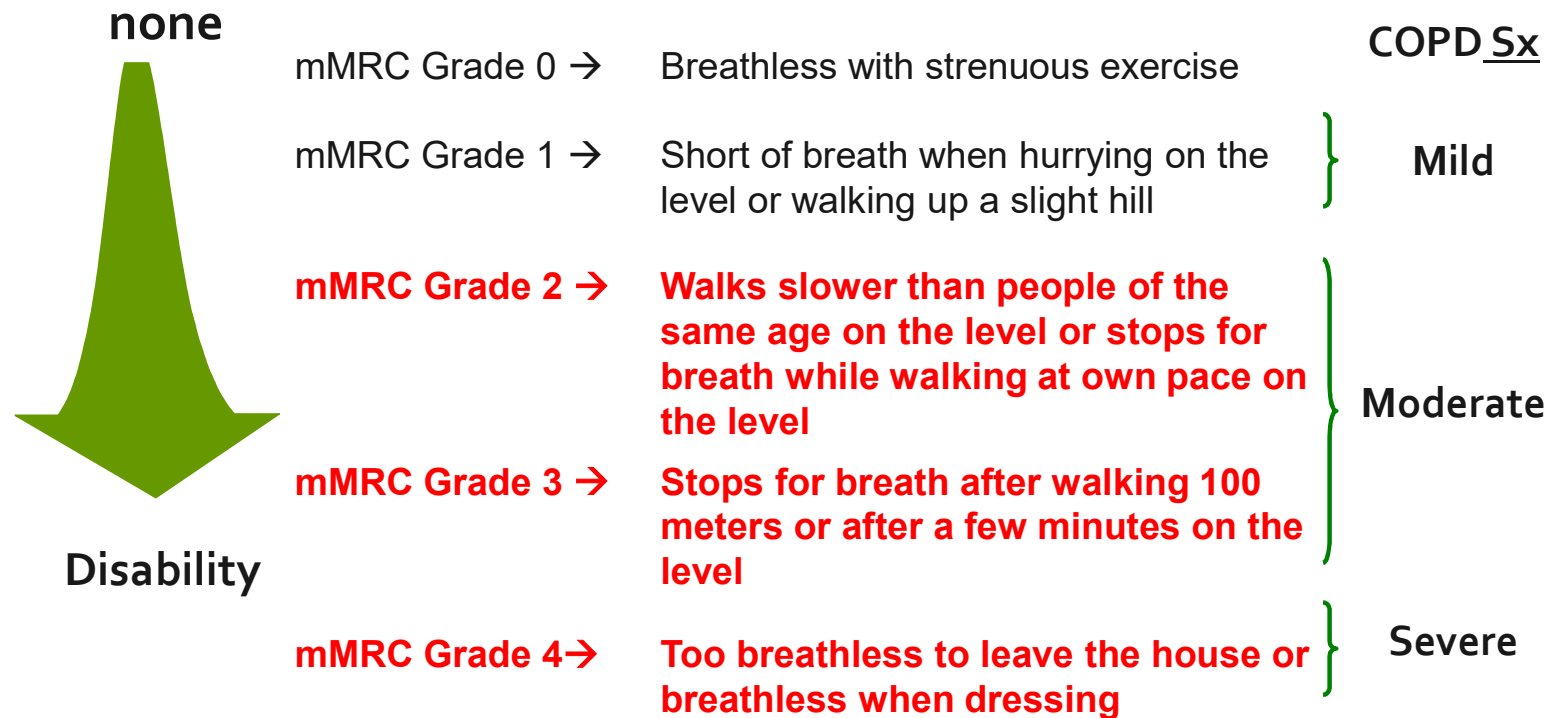 none
COPD Sx
mMRC Grade 0 → Breathless with strenuous exercise
mMRC Grade 1 → Short of breath when hurrying on the
level or walking up a slight hill
Mild
mMRC Grade 2 → Walks slower than people of the
same age on the level or stops for
breath while walking at own pace on
the level
Moderate
mMRC Grade 3 → Stops for breath after walking 100
meters or after a few minutes on the
level
Disability
mMRC Grade 4→ Too breathless to leave the house or
breathless when dressing
Severe